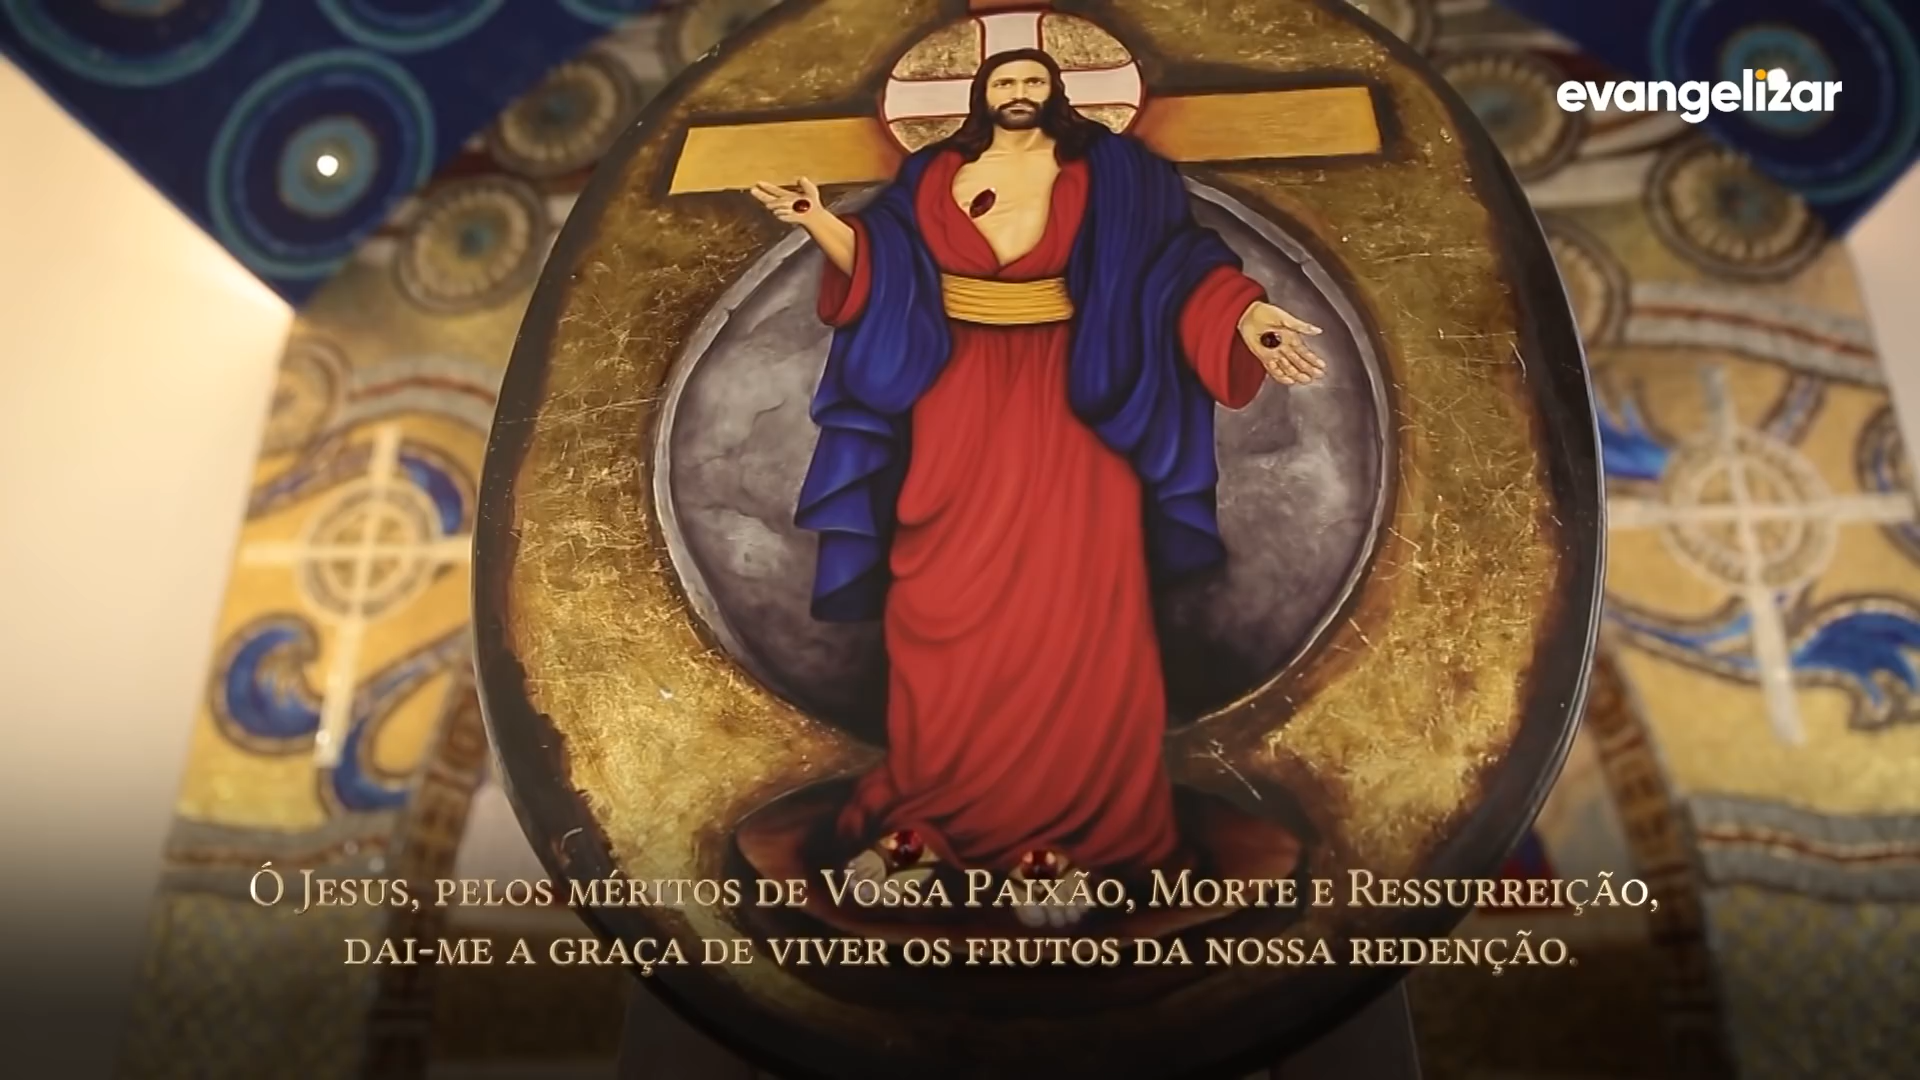 evangelizar
Ó Jesus, pelos méritos de Vossa Paixão, Morte e Ressurreição,
dai-me a graça de viver os frutos da nossa redenção.